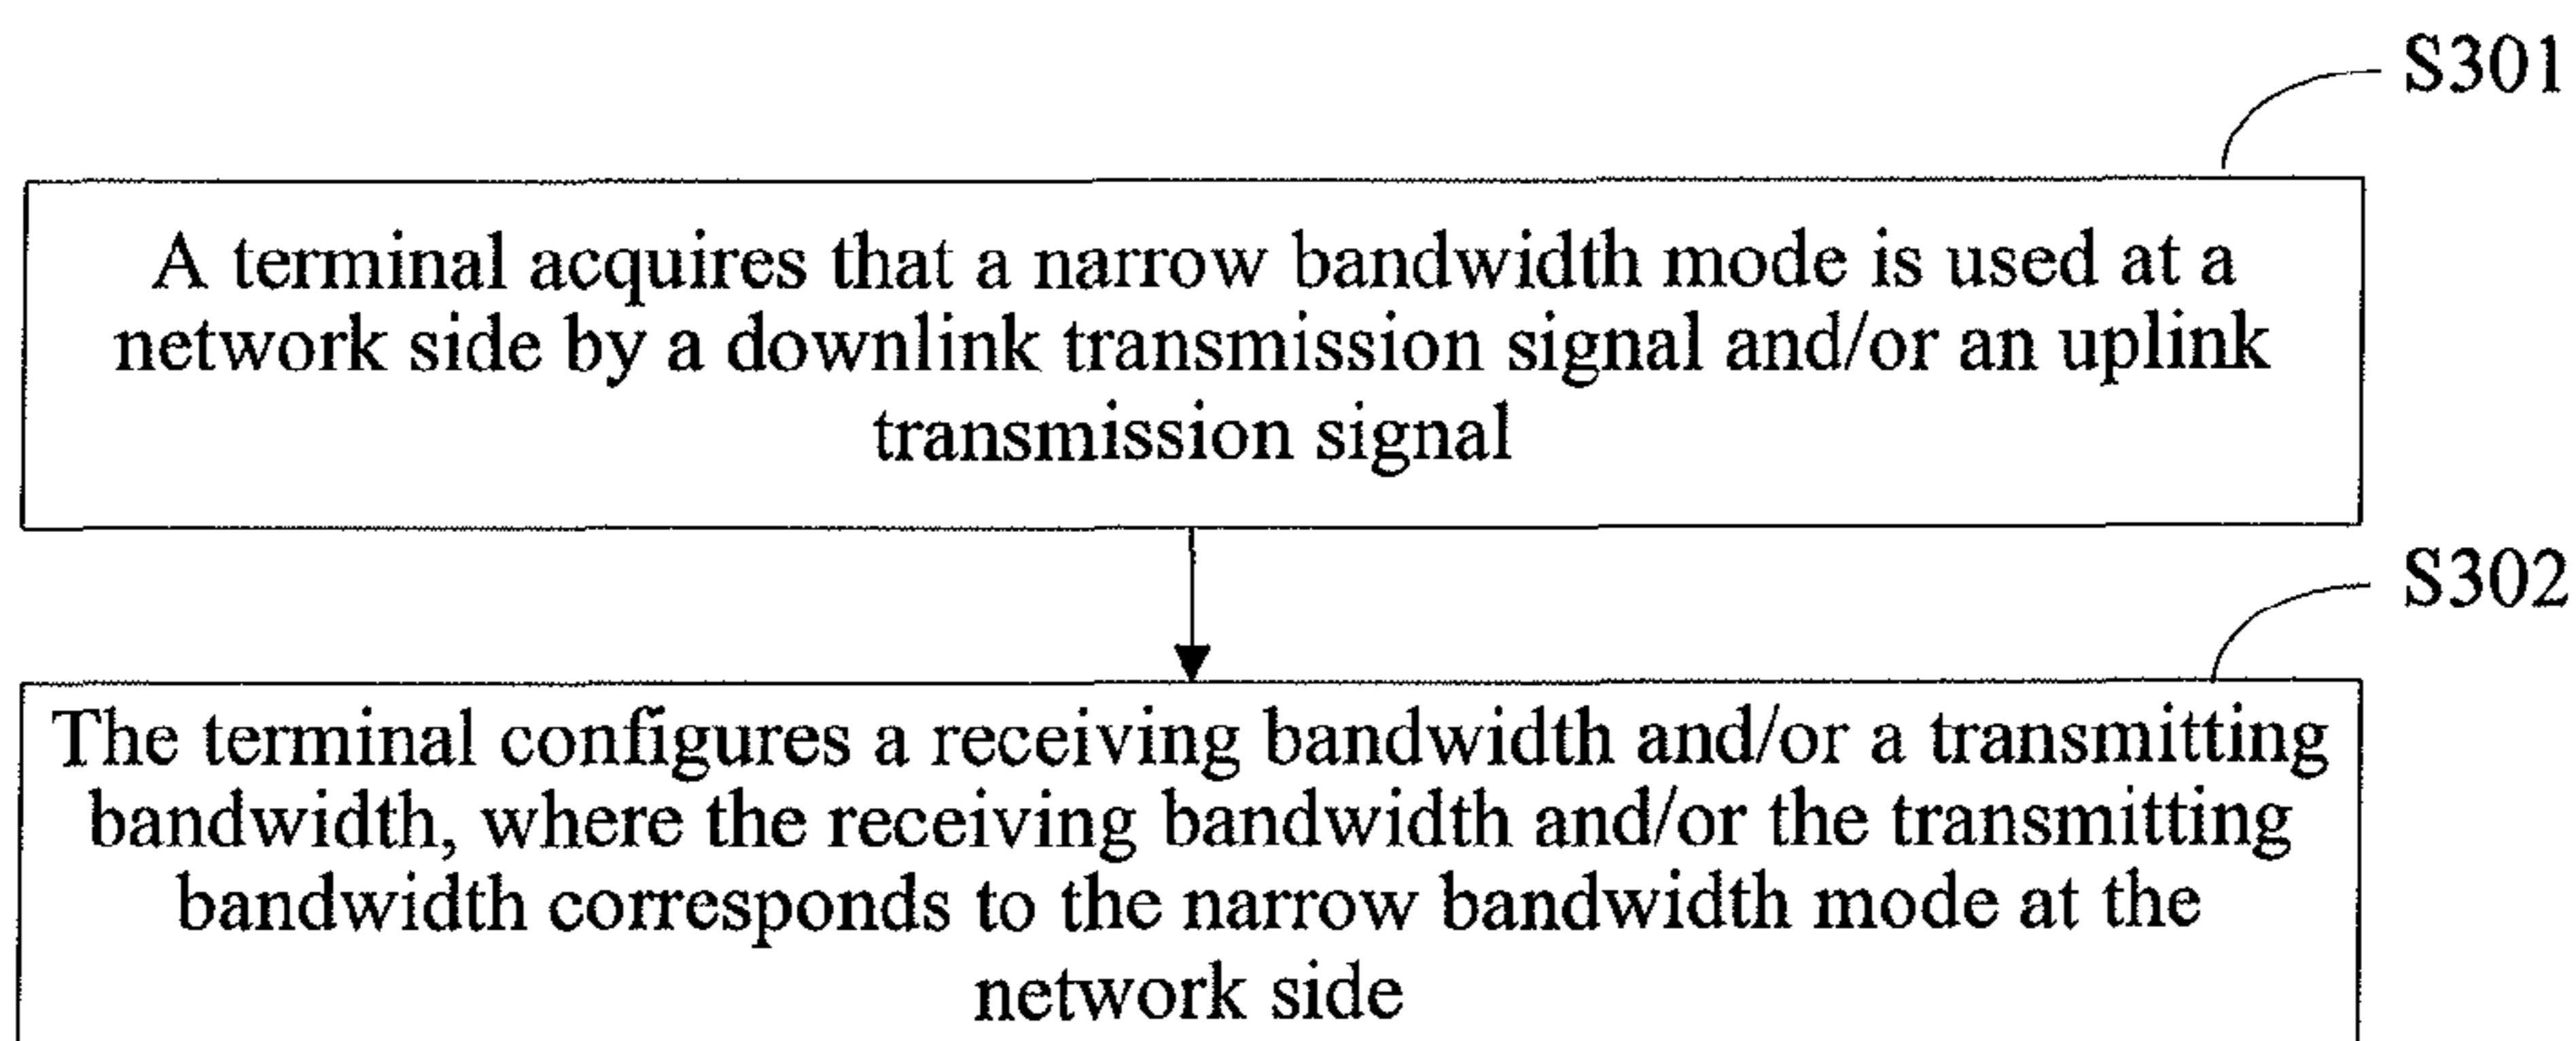 S301
A terminal acquires that a narrow bandwidth mode is used at a
network side by a downlink transmission signal and/or an uplink
transmission signal
S302
The terminal configures a receiving bandwidth and/or a transmitting
bandwidth, where the receiving bandwidth and/or the transmitting
bandwidth corresponds to the narrow bandwidth mode at the
network side